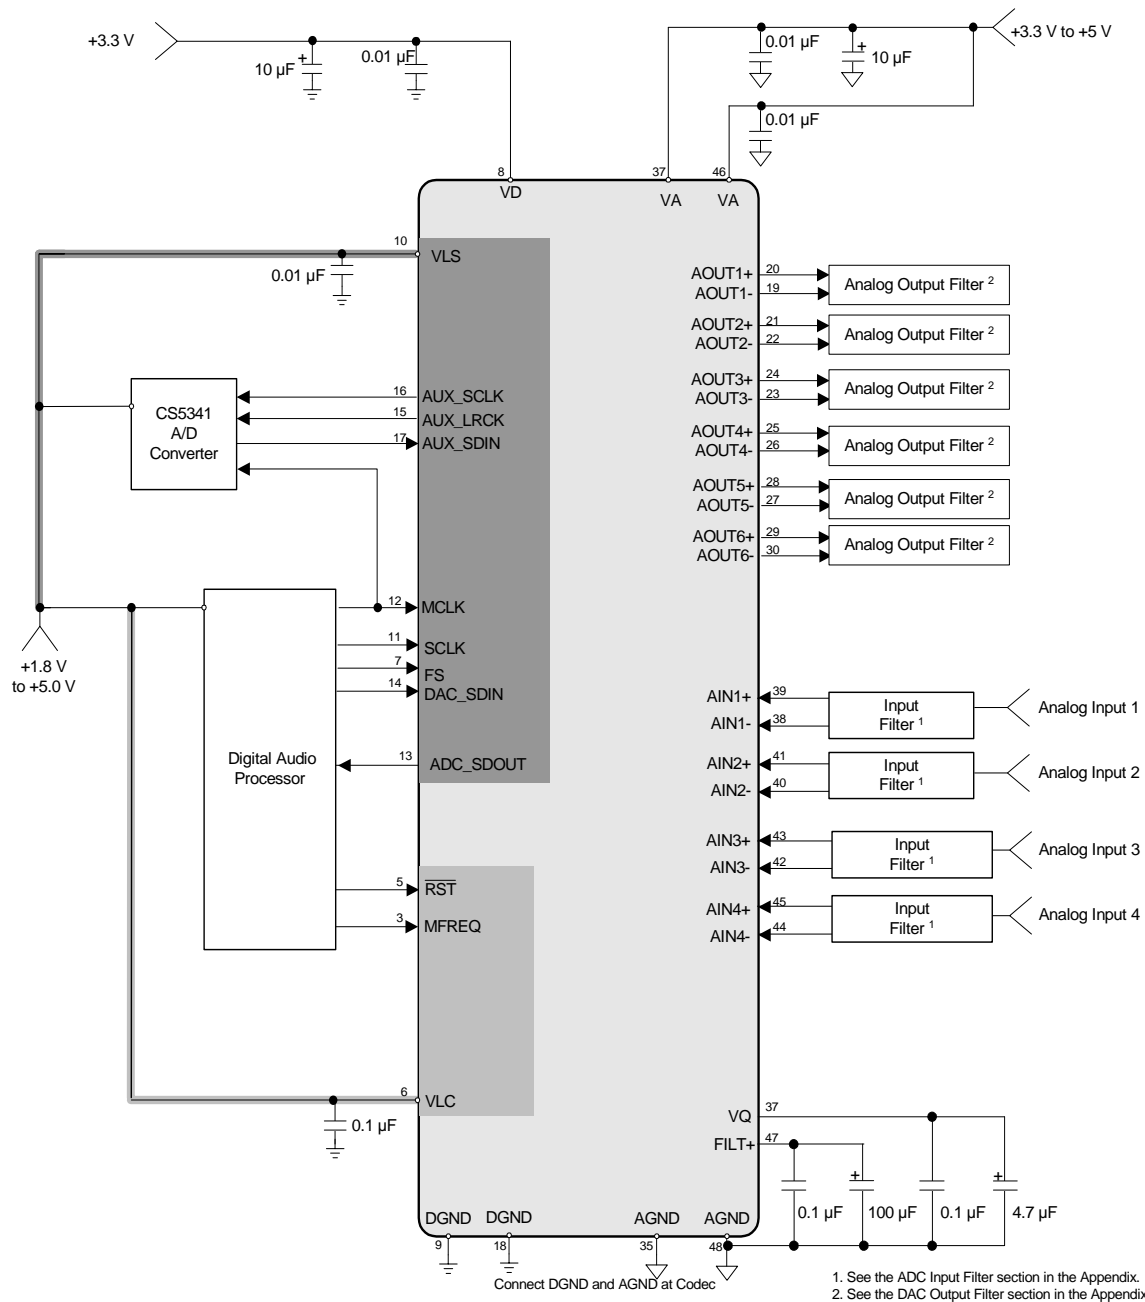 +3.3 V
10 µF
+
0.01 µF
0.01 µF
+
10 µF
+3.3 V to +5 V
0.01 µF
8
VD
37
VA
46
VA
10
VLS
0.01 µF
CS5341
A/D
Converter
16
AUX_SCLK
15
AUX_LRCK
17
AUX_SDIN
12
MCLK
11
SCLK
7
FS
14
DAC_SDIN
13
ADC_SDOUT
+1.8 V
to +5.0 V
Digital Audio
Processor
5
RST
3
MFREQ
6
VLC
0.1 µF
AOUT1+
20
AOUT1-
19
Analog Output Filter 2
AOUT2+
21
AOUT2-
22
Analog Output Filter 2
AOUT3+
24
AOUT3-
23
Analog Output Filter 2
AOUT4+
25
AOUT4-
26
Analog Output Filter 2
AOUT5+
28
AOUT5-
27
Analog Output Filter 2
AOUT6+
29
AOUT6-
30
Analog Output Filter 2
AIN1+
39
AIN1-
38
Input
Filter 1
Analog Input 1
AIN2+
41
AIN2-
40
Input
Filter 1
Analog Input 2
AIN3+
43
AIN3-
42
Input
Filter 1
Analog Input 3
AIN4+
45
AIN4-
44
Input
Filter 1
Analog Input 4
VQ
37
FILT+
47
0.1 µF
+
100 µF
0.1 µF
+
4.7 µF
DGND
9
DGND
18
AGND
35
AGND
48
Connect DGND and AGND at Codec
1. See the ADC Input Filter section in the Appendix.
2. See the DAC Output Filter section in the Appendix